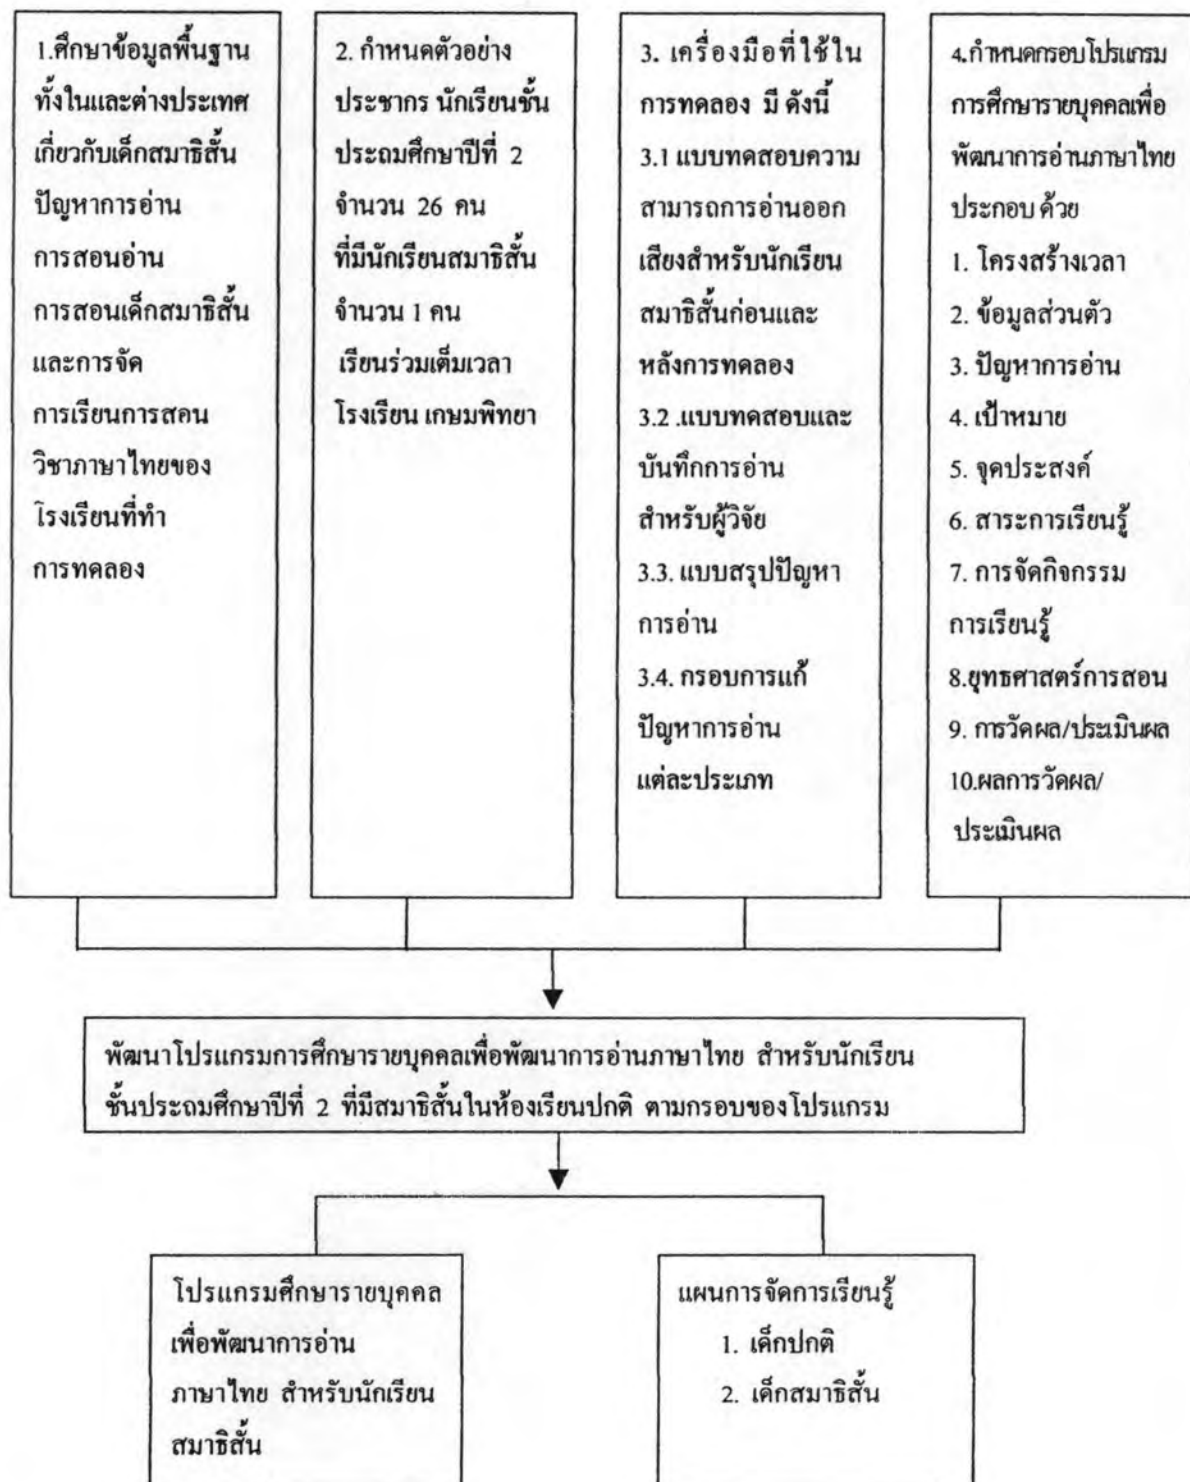 1.ศึกษาข้อมูลพื้นฐาน
ทั้งในและต่างประเทศ
เกี่ยวกับเด็กสมาธิสั้น
ปัญหาการอ่าน
การสอนอ่าน
การสอนเด็กสมาธิสั้น
และการจัด
การเรียนการสอน
วิชาภาษาไทยของ
โรงเรียนที่ทำ
การทดลอง
2. กำหนดตัวอย่าง
ประชากร นักเรียนชั้น
ประถมศึกษาปีที่ 2
จำนวน 26 คน
ที่มีนักเรียนสมาธิสั้น
จำนวน 1 คน
เรียนร่วมเต็มเวลา
โรงเรียน เกษมพิทยา
3. เครื่องมือที่ใช้ใน
การทดลอง มี ดังนี้
3.1 แบบทดสอบความ
สามารถการอ่านออก
เสียงสำหรับนักเรียน
สมาธิสั้นก่อนและ
หลังการทดลอง
3.2 .แบบทดสอบและ
บันทึกการอ่าน
สำหรับผู้วิจัย
3.3. แบบสรุปปัญหา
การอ่าน
3.4. กรอบการแก้
ปัญหาการอ่าน
แต่ละประเภท
4.กำหนดกรอบโปรแกรม
การศึกษารายบุคคลเพื่อ
พัฒนาการอ่านภาษาไทย
ประกอบ ด้วย
1. โครงสร้างเวลา
2. ข้อมูลส่วนตัว
3. ปัญหาการอ่าน
4. เป้าหมาย
5. จุดประสงค์
6. สาระการเรียนรู้
7. การจัดกิจกรรม
การเรียนรู้
8.ยุทธศาสตร์การสอน
9. การวัดผล/ประเมินผล
10.ผลการวัดผล/
ประเมินผล
พัฒนาโปรแกรมการศึกษารายบุคคลเพื่อพัฒนาการอ่านภาษาไทย สำหรับนักเรียน
ชั้นประถมศึกษาปีที่ 2 ที่มีสมาธิสั้นในห้องเรียนปกติ ตามกรอบของโปรแกรม
โปรแกรมศึกษารายบุคคล
เพื่อพัฒนาการอ่าน
ภาษาไทย สำหรับนักเรียน
สมาธิสั้น
แผนการจัดการเรียนรู้
1. เด็กปกติ
2. เด็กสมาธิสั้น